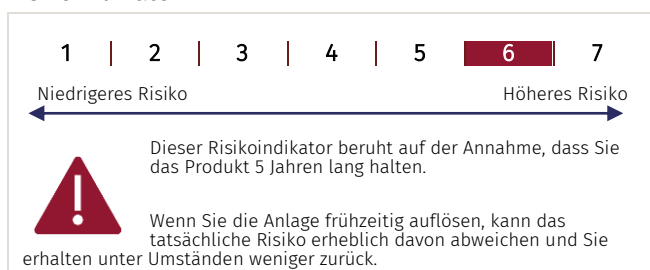 1 | 2 | 3 | 4 | 5 | 6 | 7
Niedrigeres Risiko Höheres Risiko
Dieser Risikoindikator beruht auf der Annahme, dass Sie
das Produkt 5 Jahren lang halten.
Wenn Sie die Anlage frühzeitig auflösen, kann das
tatsächliche Risiko erheblich davon abweichen und Sie
erhalten unter Umständen weniger zurück.